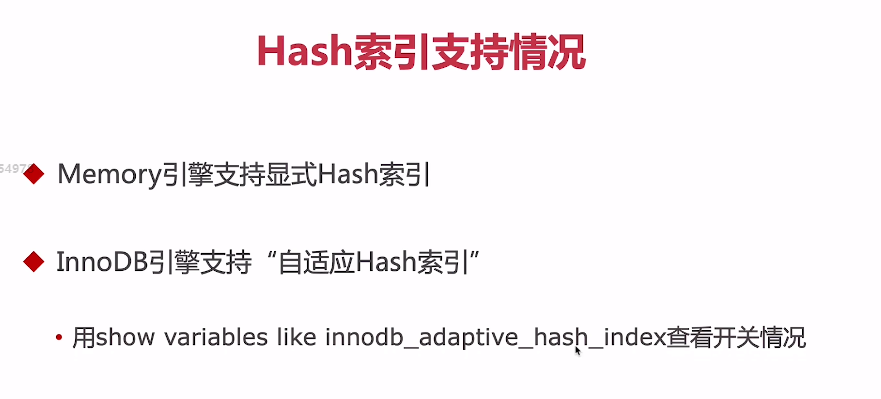 Hash索引支持情况
Memory引擎支持显式Hash索引
InnoDB引擎支持“自适应Hash索引”
用show variables like innodb_adaptive_hash_index查看开关情况